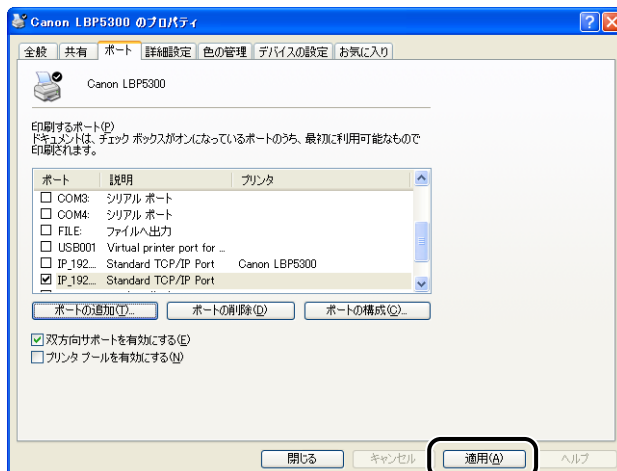 Canon LBP5300 のプロパティ
全般 共有 ポート 詳細設定 色の管理 デバイスの設定 お気に入り
Canon LBP5300
印刷するポート(P)
ドキュメントは、チェック ボックスがオンになっているポートのうち、最初に利用可能なもので
印刷されます。
ポート 説明 プリンタ
COM3: シリアル ポート
COM4: シリアル ポート
FILE: ファイルへ出力
USB001 Virtual printer port for ...
IP_192... Standard TCP/IP Port Canon LBP5300
IP_192... Standard TCP/IP Port
ポートの追加(T)... ポートの削除(D) ポートの構成(C)...
双方向サポートを有効にする(E)
プリンタ プールを有効にする(N)
閉じる キャンセル 適用(A) ヘルプ